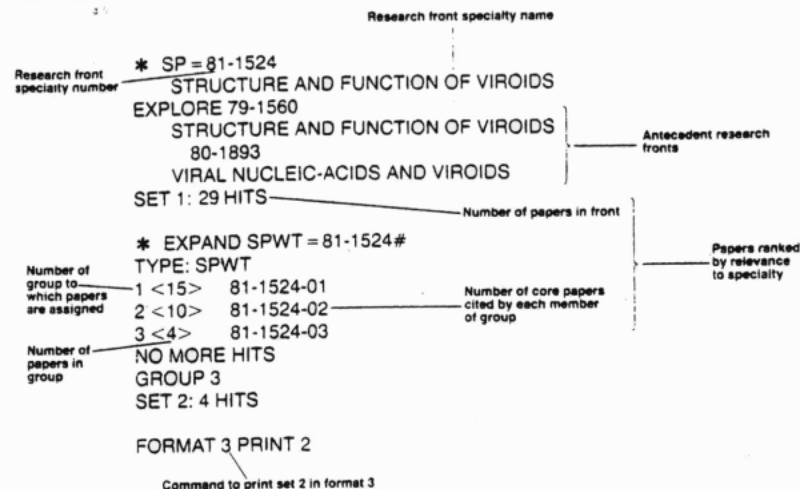 Research front specialty name
* SP = 81-1524
Research front
specialty number
STRUCTURE AND FUNCTION OF VIROIDS
EXPLORE 79-1560
STRUCTURE AND FUNCTION OF VIROIDS
80-1893
Antecedent research
fronts
VIRAL NUCLEIC-ACIDS AND VIROIDS
SET 1: 29 HITS
Number of papers in front
* EXPAND SPWT = 81-1524#
Papers ranked
by relevance
to specialty
TYPE: SPWT
Number of
group to
which papers
are assigned
1 <15> 81-1524-01
2 <10> 81-1524-02
Number of core papers
cited by each member
of group
3 <4> 81-1524-03
Number of
papers in
group
NO MORE HITS
GROUP 3
SET 2: 4 HITS
FORMAT 3 PRINT 2
Command to print set 2 in format 3